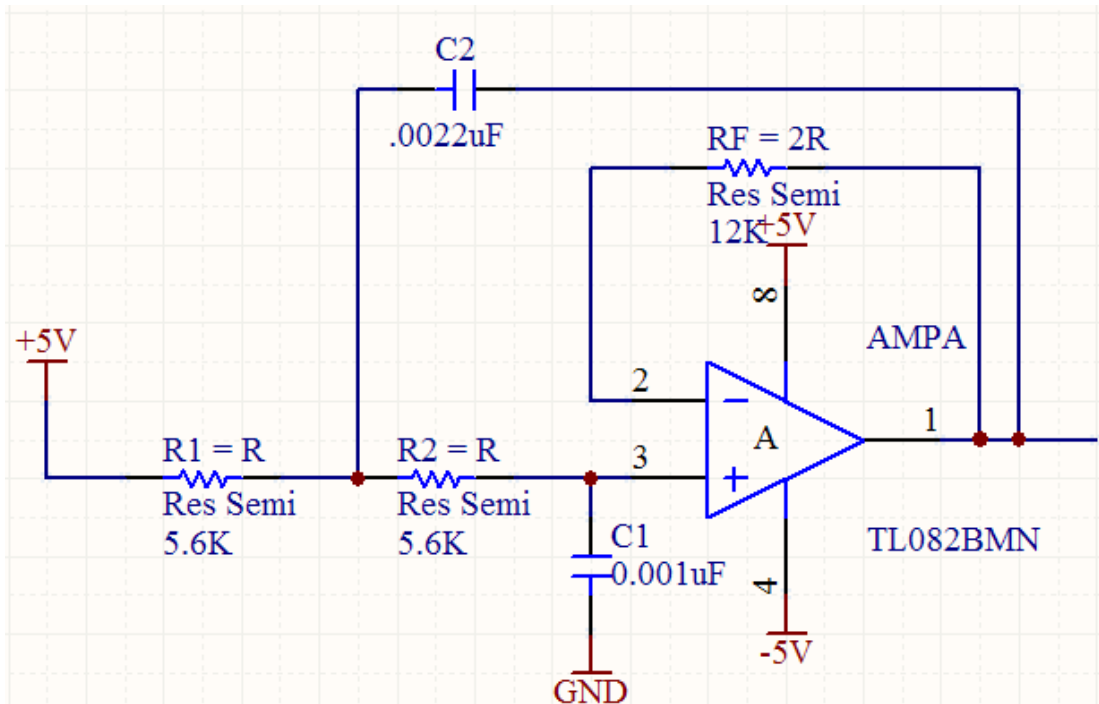 C2
.0022uF
RF = 2R
Res Semi
12K
+5V
8
+5V
AMPA
2
A
1
R1 = R
Res Semi
5.6K
R2 = R
Res Semi
5.6K
3
C1
0.001uF
TL082BMN
4
-5V
GND